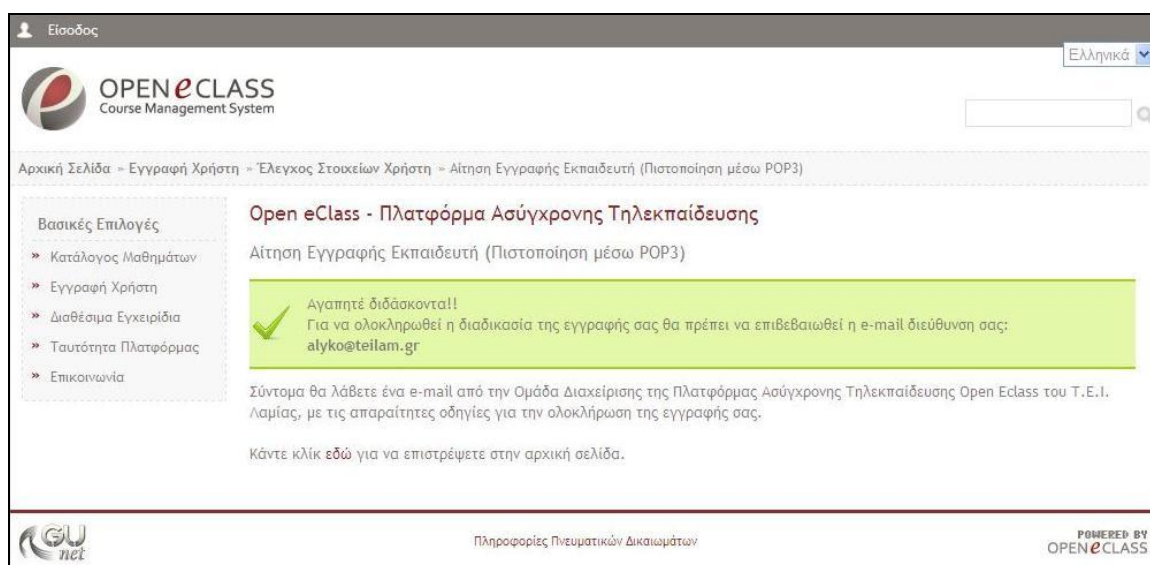 Είσοδος
Ελληνικά
OPEN eCLASS
Course Management System
Αρχική Σελίδα » Εγγραφή Χρήστη » Έλεγχος Στοιχείων Χρήστη » Αίτηση Εγγραφής Εκπαιδευτή (Πιστοποίηση μέσω POP3)
Βασικές Επιλογές
» Κατάλογος Μαθημάτων
» Εγγραφή Χρήστη
» Διαθέσιμα Εγχειρίδια
» Ταυτότητα Πλατφόρμας
» Επικοινωνία
Open eClass - Πλατφόρμα Ασύγχρονης Τηλεκπαίδευσης
Αίτηση Εγγραφής Εκπαιδευτή (Πιστοποίηση μέσω POP3)
Αγαπητέ διδάσκοντα!!
Για να ολοκληρωθεί η διαδικασία της εγγραφής σας θα πρέπει να επιβεβαιωθεί η e-mail διεύθυνση σας:
alyko@teilam.gr
Σύντομα θα λάβετε ένα e-mail από την Ομάδα Διαχείρισης της Πλατφόρμας Ασύγχρονης Τηλεκπαίδευσης Open Eclass του Τ.Ε.Ι.
Λαμίας, με τις απαραίτητες οδηγίες για την ολοκλήρωση της εγγραφής σας.
Κάντε κλίκ εδώ για να επιστρέψετε στην αρχική σελίδα.
GU
net
Πληροφορίες Πνευματικών Δικαιωμάτων
POWERED BY
OPEN eCLASS